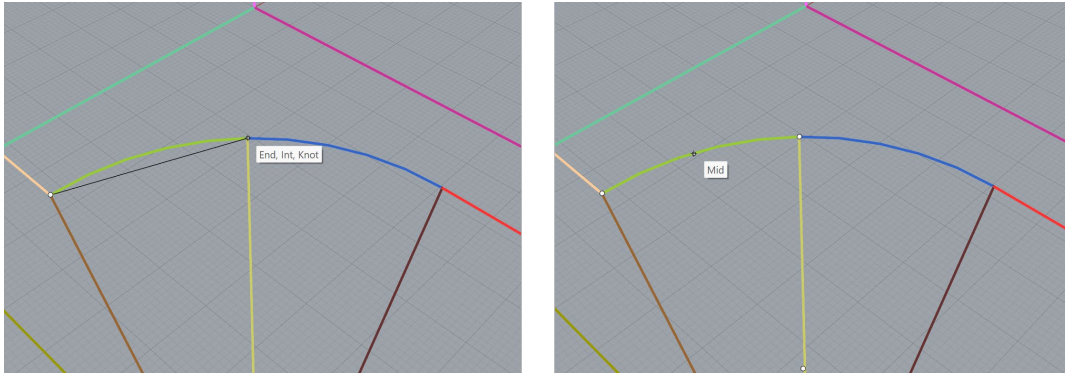 End, Int, Knot
Mid